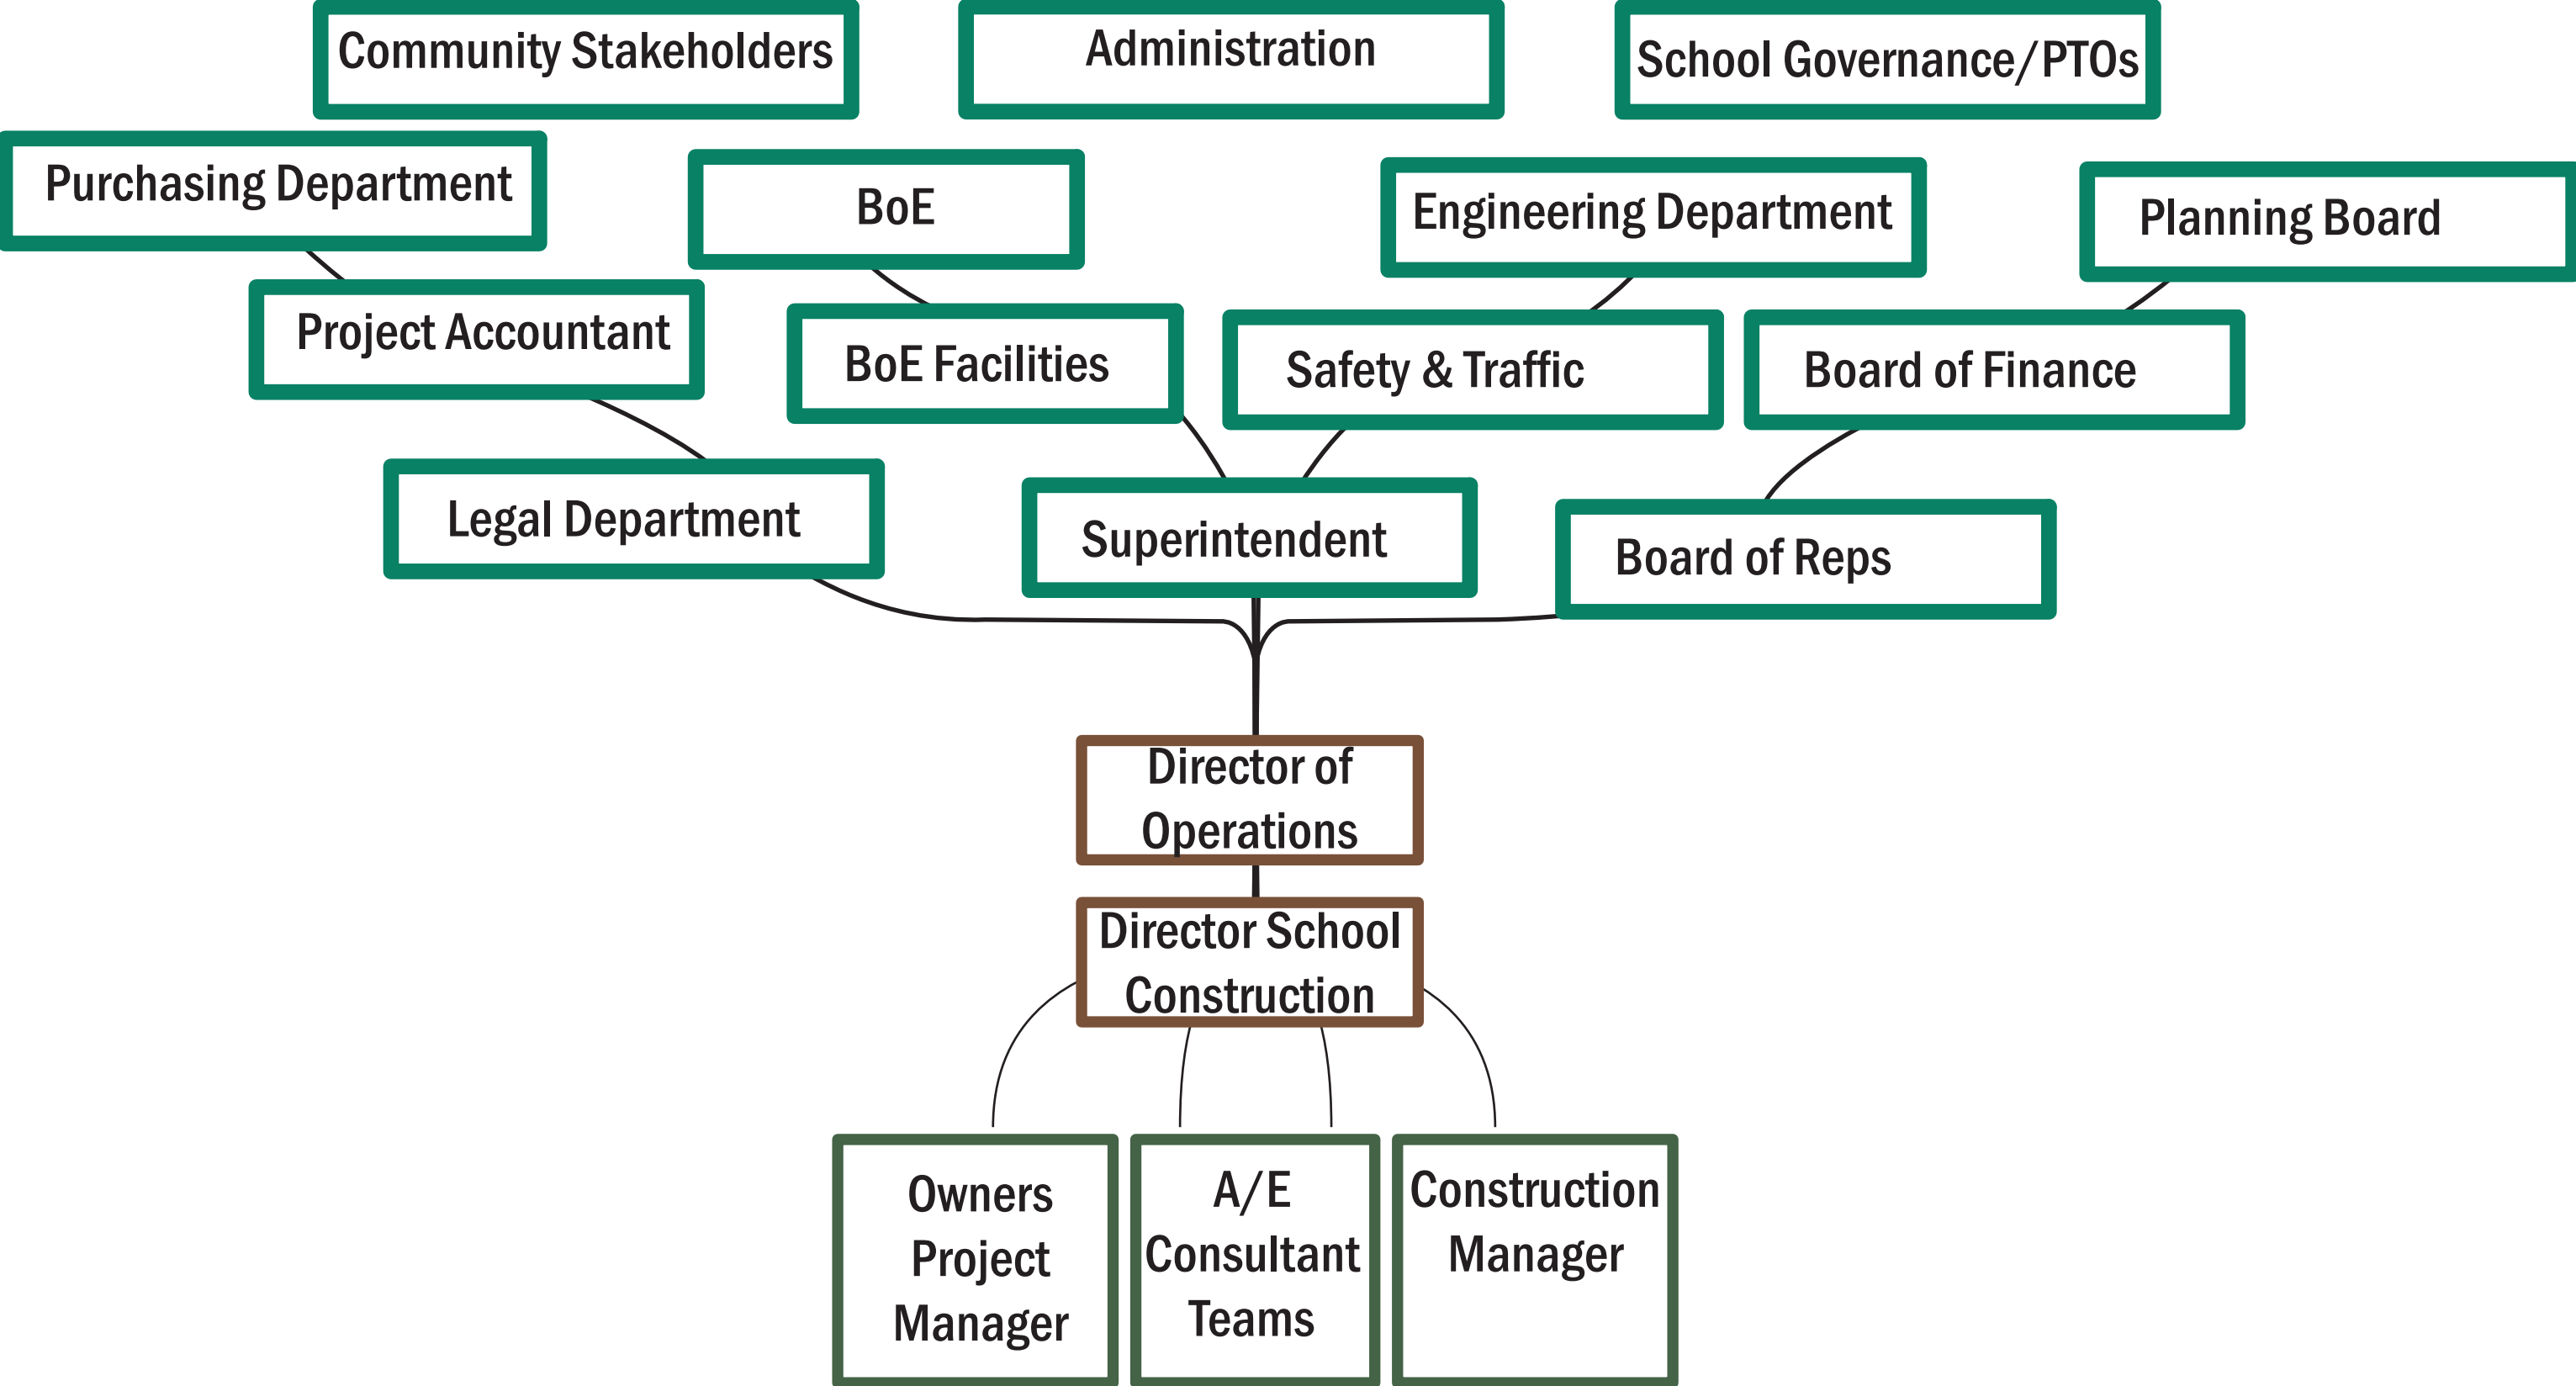 Community Stakeholders
Administration
School Governance/PTOs
Purchasing Department
BoE
Engineering Department
Planning Board
Project Accountant
BoE Facilities
Safety & Traffic
Board of Finance
Legal Department
Superintendent
Board of Reps
Director of
Operations
Director School
Construction
Owners
Project
Manager
A/E
Consultant
Teams
Construction
Manager